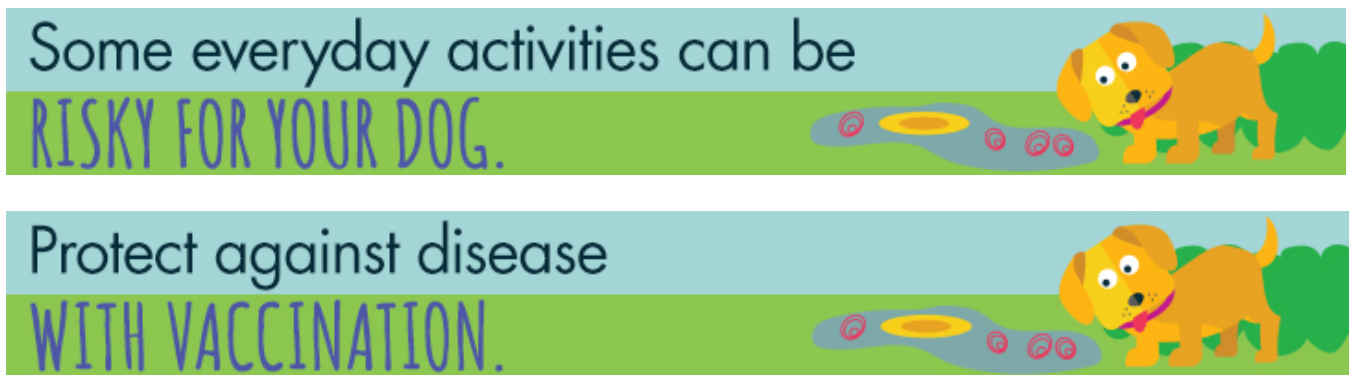 Some everyday activities can be
RISKY FOR YOUR DOG.
Protect against disease
WITH VACCINATION.